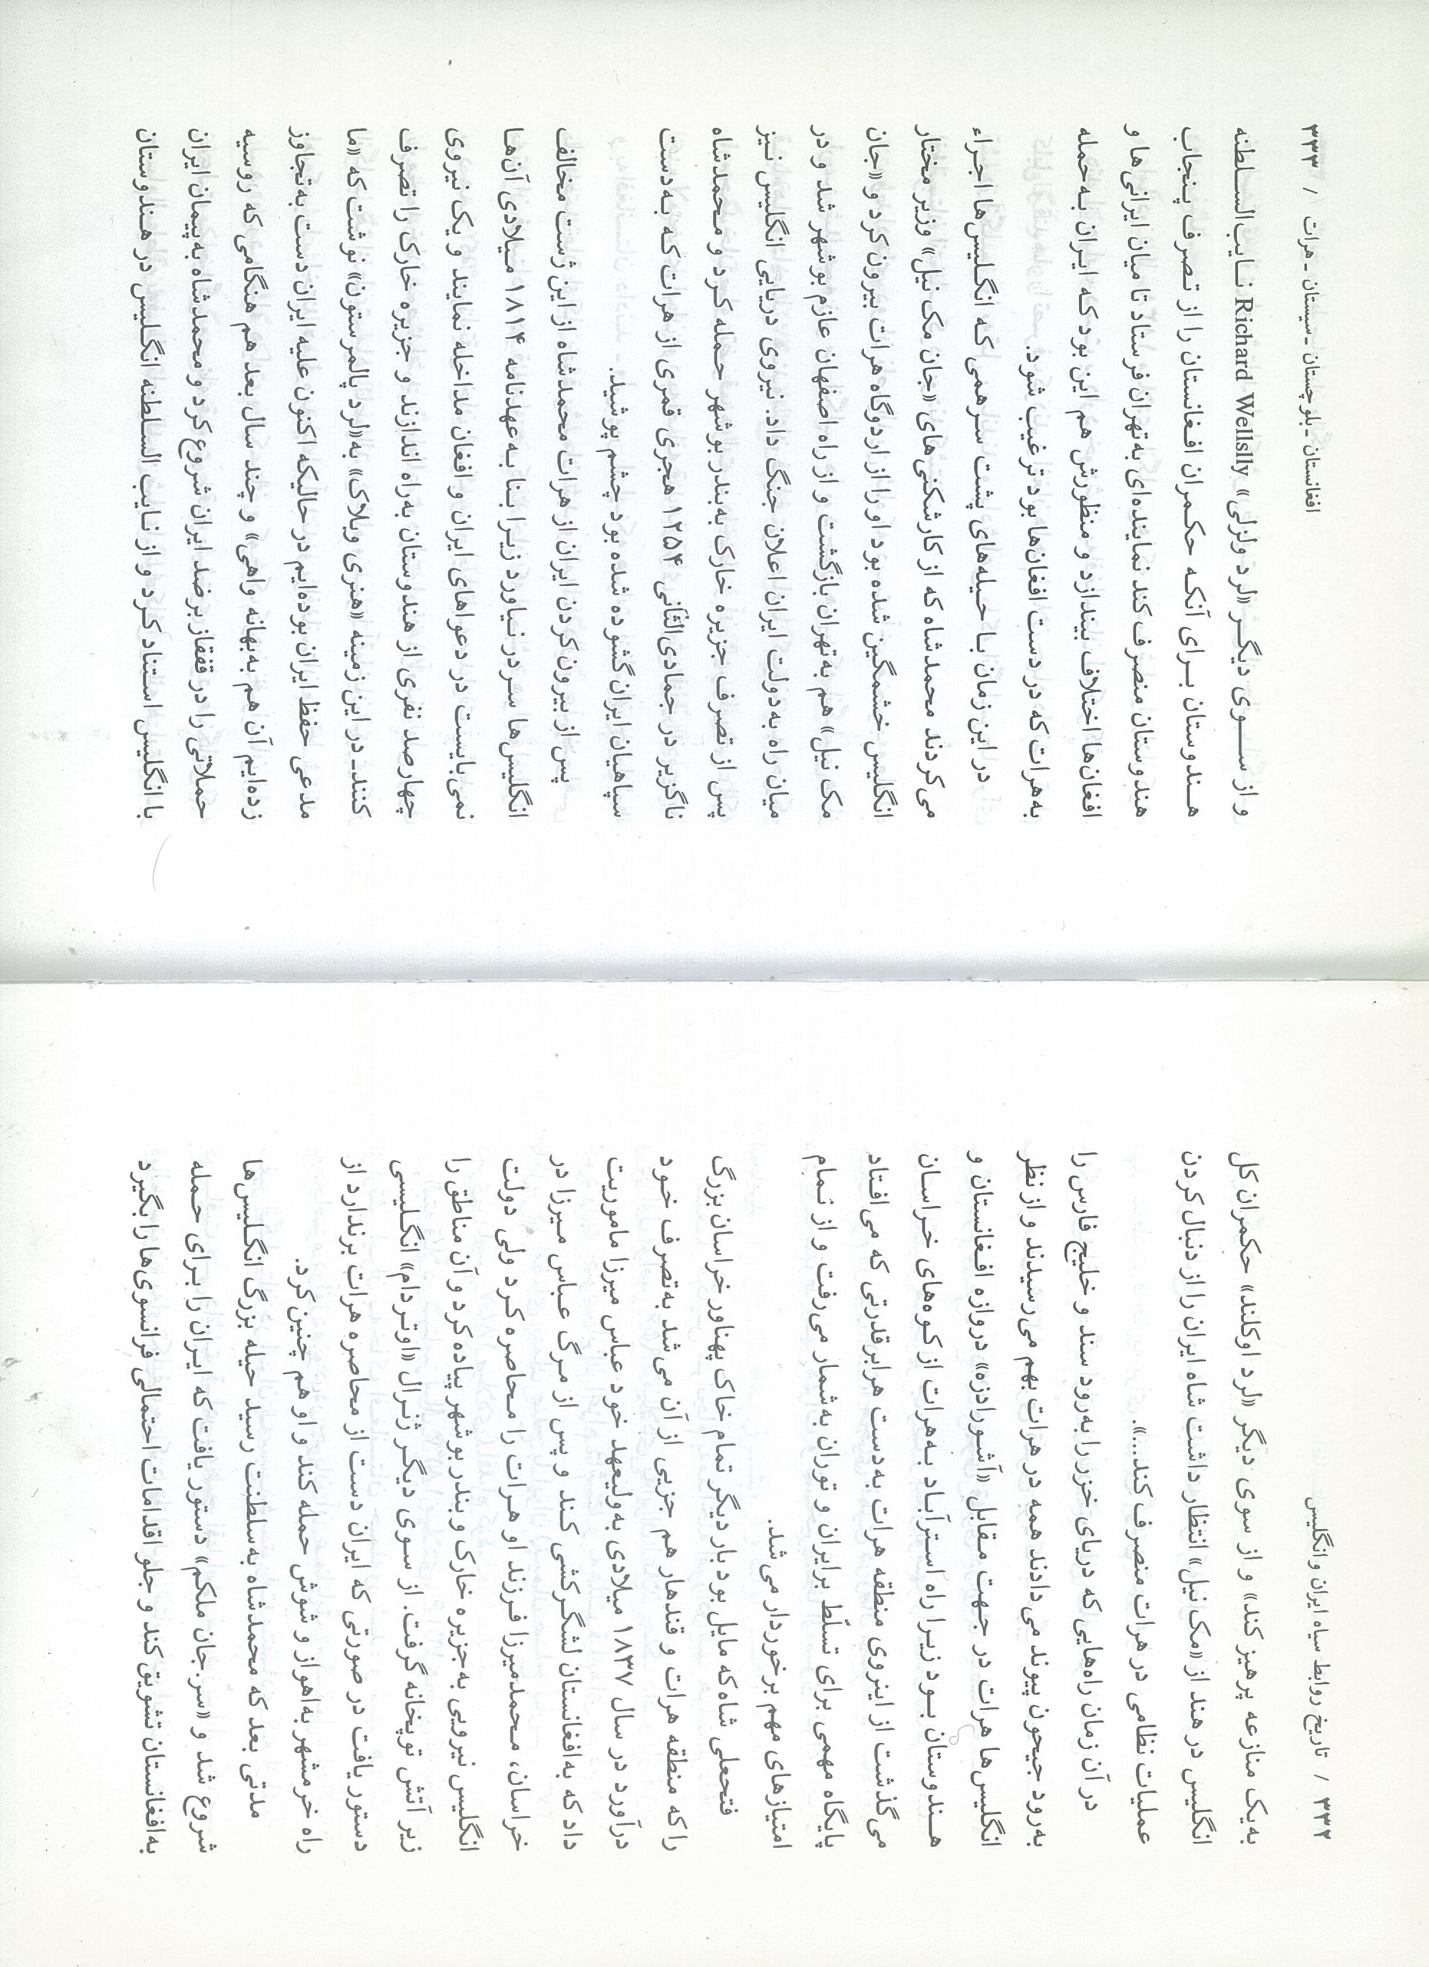 ۳۳۲ / تاریخ روابط سیاه ایران و انگلیس
به‌یک منازعه پرهیز کند» و از سوی دیگر «لرد اوکلند» حکمران کل
انگلیس در هند از «مک نیل» انتظار داشت شاه ایران را از دنبال کردن
عملیات نظامی در هرات منصرف کند...».
در آن زمان راه‌هایی که دریای خزر را به‌رود سند و خلیج فارس را
به‌رود جیحون پیوند می‌دادند همه در هرات بهم می‌رسیدند و از نظر
انگلیس‌ها هرات در جهت مقابل «آشورادزه» دروازه افغانستان و
هندوستان بود زیرا راه استرآباد به‌هرات از کوه‌های خراسان
می‌گذشت از اینروی منطقه هرات به‌دست هرابرقدرتی که می‌افتاد
پایگاه مهمی برای تسلّط برایران و توران به‌شمار می‌رفت و از تمام
امتیازهای مهم برخوردار می‌شد.
فتحعلی شاه که مایل بود بار دیگر تمام خاک پهناور خراسان بزرگ
را که منطقه هرات و قندهار هم جزیی از آن می‌شد به‌تصرف خود
درآورد در سال ۱۸۳۷ میلادی به‌ولیعهد خود عباس میرزا ماموریت
داد که به‌افغانستان لشگرکشی کند و پس از مرگ عباس میرزا در
خراسان، محمدمیرزا فرزند او هرات را محاصره کرد ولی دولت
انگلیس نیرویی به‌جزیره خارک و بندر بوشهر پیاده کرد و آن مناطق را
زیر آتش توپخانه گرفت. از سوی دیگر ژنرال «اوتردام» انگلیسی
دستور یافت در صورتی که ایران دست از محاصره هرات برندارد از
راه خرمشهر به‌اهواز و شوش حمله کند و او هم چنین کرد.
مدتی بعد که محمدشاه به‌سلطنت رسید حیله بزرگ انگلیس‌ها
شروع شد و «سرجان ملکم» دستور یافت که ایران را برای حمله
به‌افغانستان تشویق کند و جلو اقدامات احتمالی فرانسوی‌ها را بگیرد
افغانستان ـ بلوچستان ـ سیستان ـ هرات / ۳۳۳
و از سوی دیگر «لرد ولزلی» Richard Wellslly نایب‌السلطنه
هندوستان برای آنکه حکمران افغانستان را از تصرف پنجاب
هندوستان منصرف کند نماینده‌ای به‌تهران فرستاد تا میان ایرانی‌ها و
افغان‌ها اختلاف بیندازد و منظورش هم این بود که ایران به‌حمله
به‌هرات که در دست افغان‌ها بود ترغیب شود.
در این زمان با حیله‌های پشت سرهمی که انگلیس‌ها اجراء
می‌کردند محمدشاه که از کارشکنی‌های «جان مک نیل» وزیر مختار
انگلیس خشمگین شده بود او را از اردوگاه هرات بیرون کرد و «جان
مک نیل» هم به‌تهران بازگشت و از راه اصفهان عازم بوشهر شد و در
میان راه به‌دولت ایران اعلان جنگ داد. نیروی دریایی انگلیس نیز
پس از تصرف جزیره خارک به‌بندر بوشهر حمله کرد و محمدشاه
ناگزیر در جمادی‌الثانی ۱۲۵۴ هجری قمری از هرات که به‌دست
سپاهیان ایران گشوده شده بود چشم پوشید.
پس از بیرون کردن ایران از هرات محمدشاه از این ژست مخالف
انگلیس‌ها سر در نیاورد زیرا بنا به‌عهدنامه ۱۸۱۴ میلادی آن‌ها
نمی‌بایست در دعواهای ایران و افغان مداخله نمایند و یک نیروی
چهارصد نفری از هندوستان به‌راه اندازند و جزیره خارک را تصرف
کنند. در این زمینه «هنری ویلاک» به‌«لرد پالمرستون» نوشت که «ما
مدعی حفظ ایران بوده‌ایم در حالیکه اکنون علیه ایران دست به‌تجاوز
زده‌ایم آن هم به‌بهانه واهی» و چند سال بعد هم هنگامی که روسیه
حملاتی را در قفقاز برضد ایران شروع کرد و محمدشاه به‌پیمان ایران
با انگلیس استناد کرد و از نایب السلطنه انگلیس در هندوستان